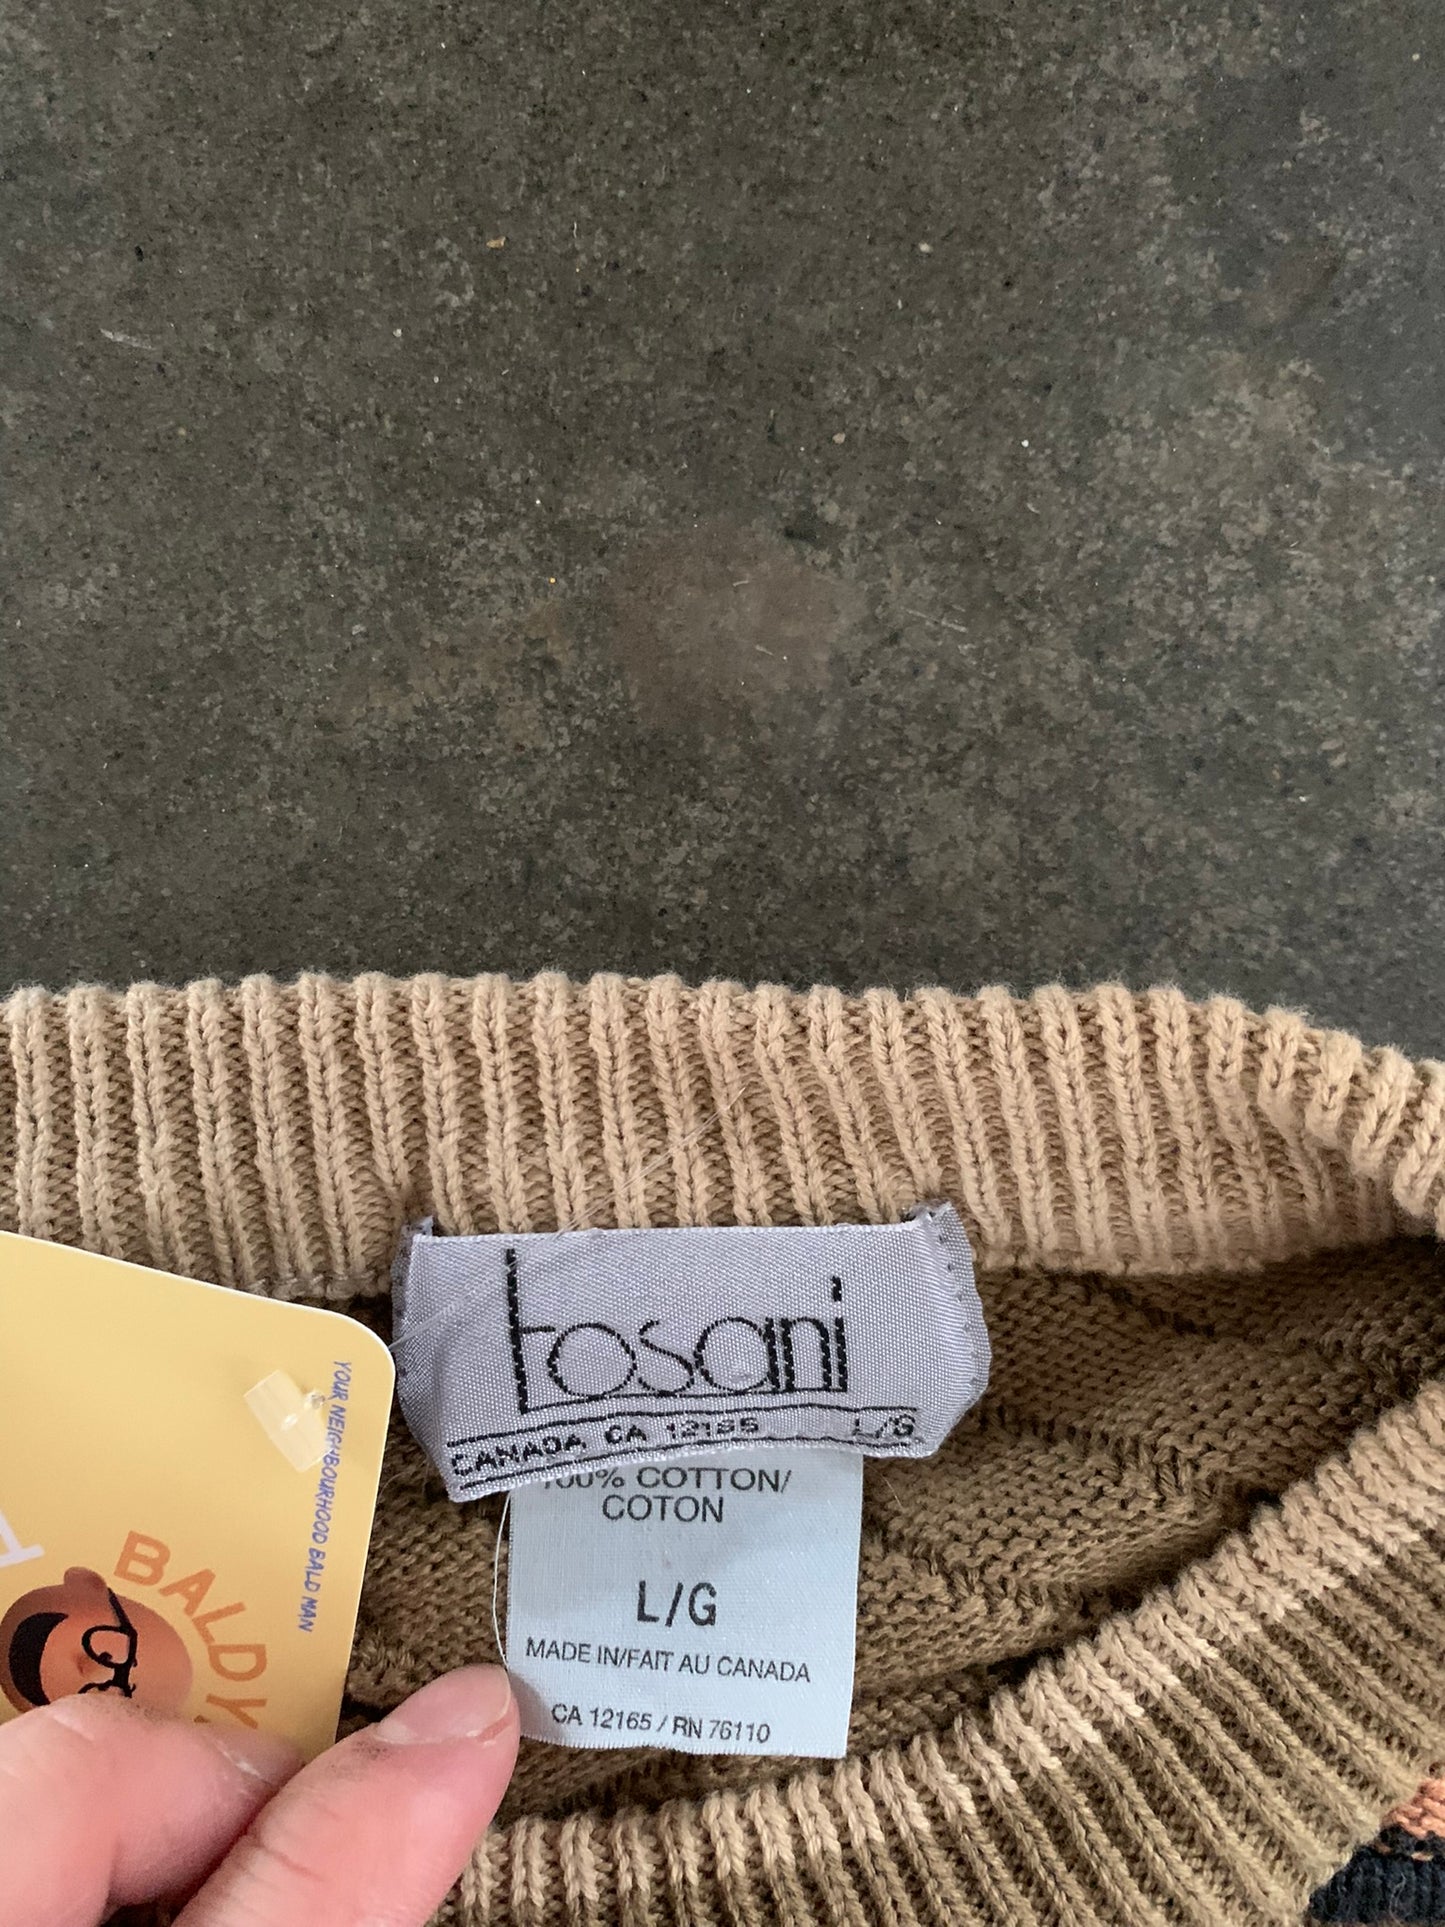 tosani
CANADA CA 12165 L/G
100% COTTON/
COTON
L/G
MADE IN/FAIT AU CANADA
CA 12165 / RN 76110
YOUR NEIGHBOURHOOD BALD MAN
BALDY